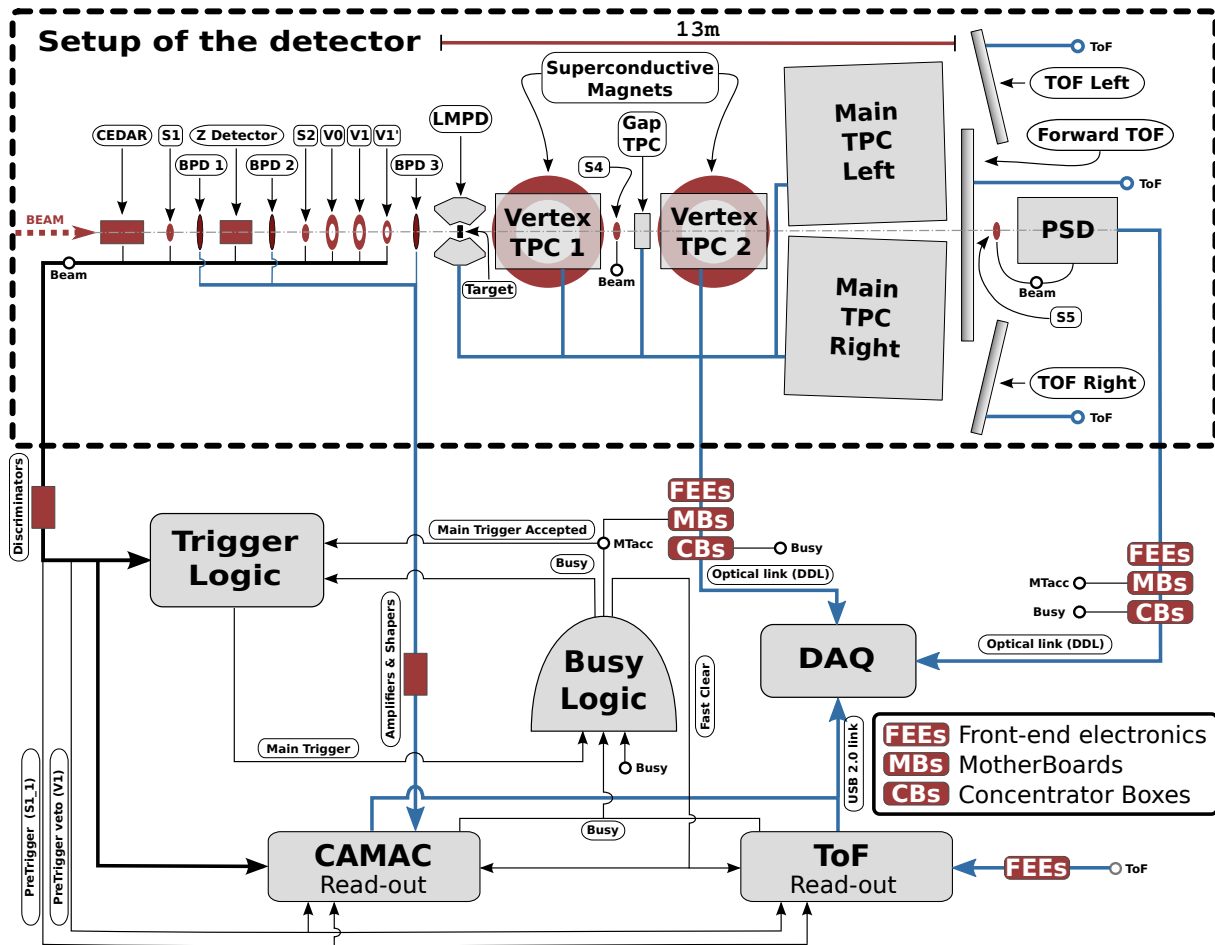 Setup of the detector
13m
Superconductive
Magnets
LMPD
Gap
TPC
Main
TPC
Left
ToF
TOF Left
Forward TOF
CEDAR
S1
Z Detector
S2
V0
V1
V1'
BPD 1
BPD 2
BPD 3
S4
BEAM
Vertex
TPC 1
Vertex
TPC 2
ToF
PSD
Beam
Target
Beam
Beam
S5
Main
TPC
Right
TOF Right
ToF
Discriminators
Trigger
Logic
Main Trigger Accepted
MTacc
Busy
FEEs
MBs
CBs
Busy
Optical link (DDL)
FEEs
MTacc
MBs
Busy
CBs
Optical link (DDL)
DAQ
Busy
Logic
Amplifiers & Shapers
Fast Clear
Main Trigger
Busy
USB 2.0 link
FEEs Front-end electronics
MBs MotherBoards
CBs Concentrator Boxes
PreTrigger (S1_1)
PreTrigger veto (V1)
Busy
CAMAC
Read-out
ToF
Read-out
FEEs
ToF